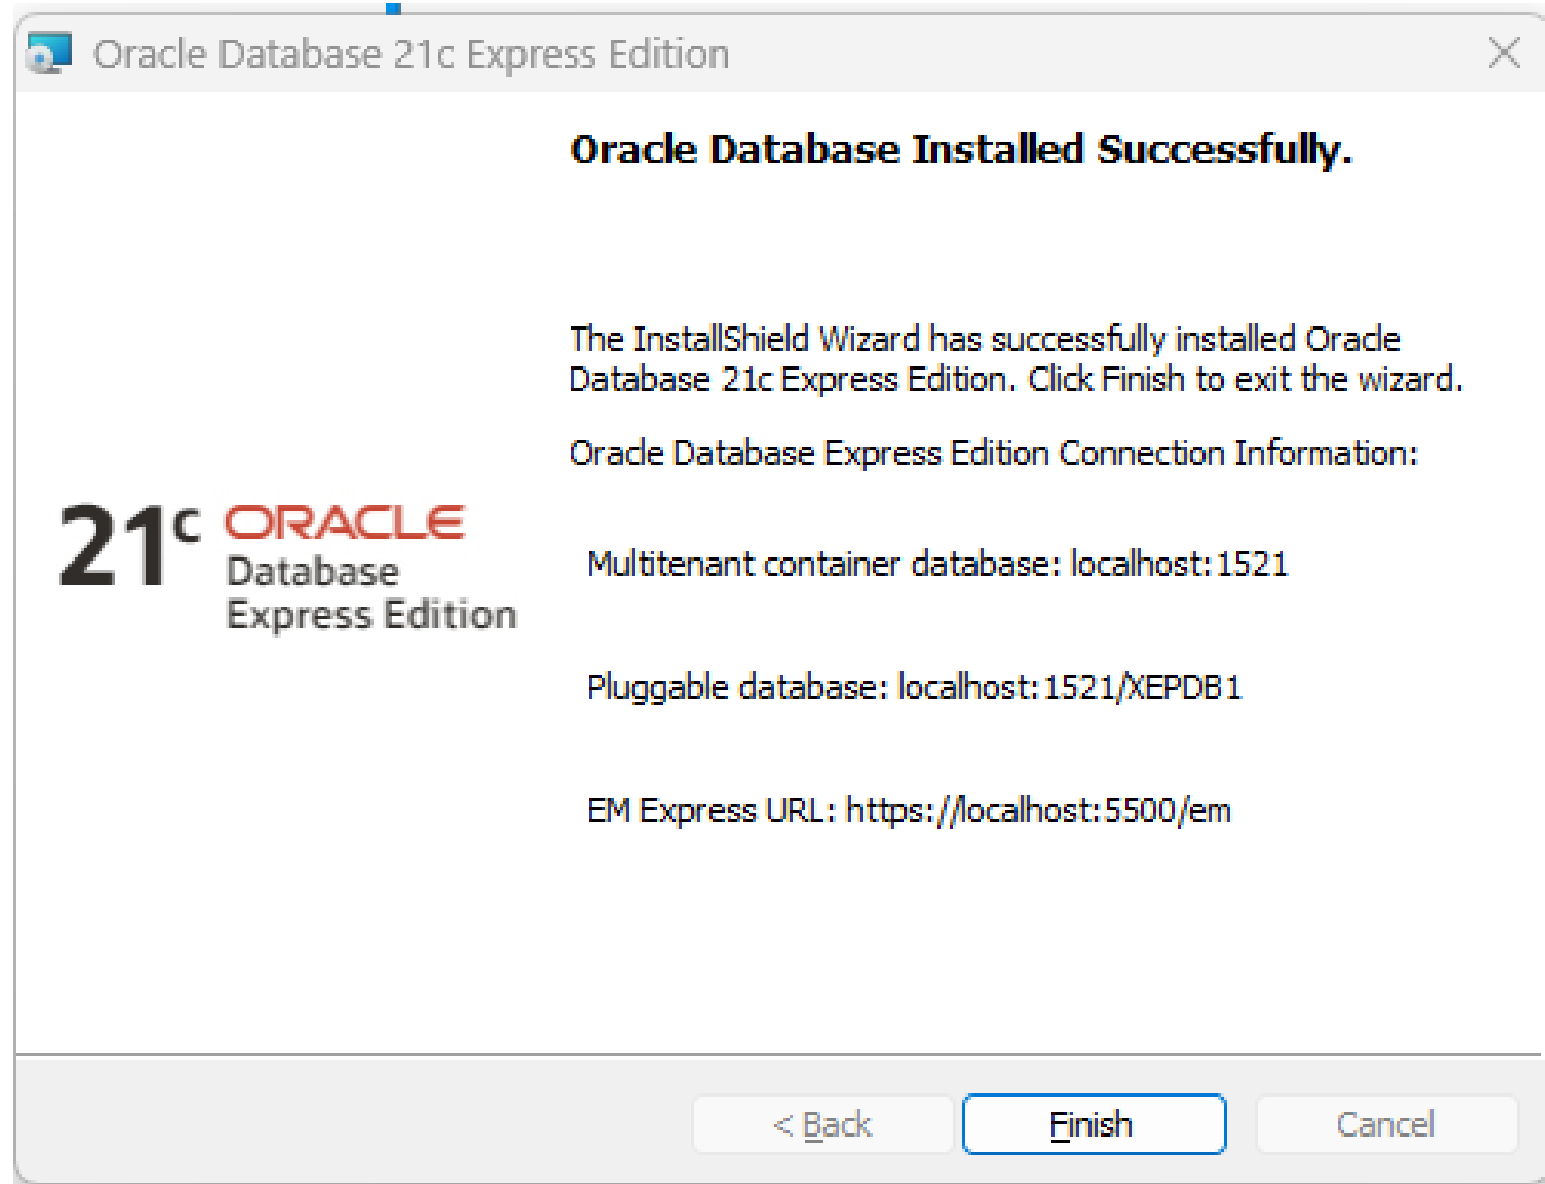 Oracle Database 21c Express Edition
Oracle Database Installed Successfully.
The InstallShield Wizard has successfully installed Oracle
Database 21c Express Edition. Click Finish to exit the wizard.
Oracle Database Express Edition Connection Information:
21c ORACLE
Database
Express Edition
Multitenant container database: localhost:1521
Pluggable database: localhost:1521/XEPDB1
EM Express URL: https://localhost:5500/em
< Back
Finish
Cancel